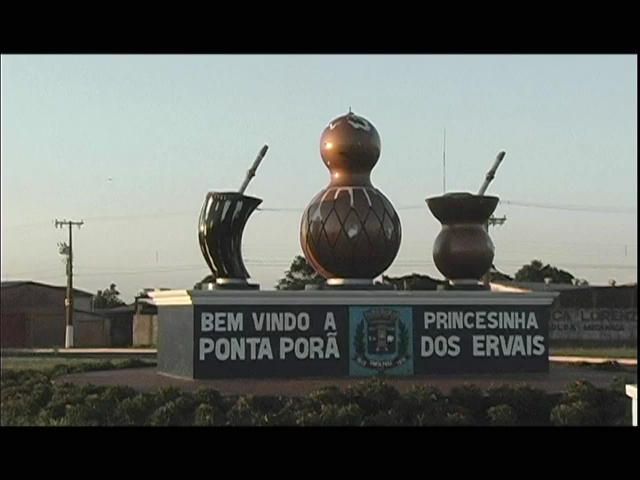 BEM VINDO A
PONTA PORÃ
PRINCESINHA
DOS ERVAIS